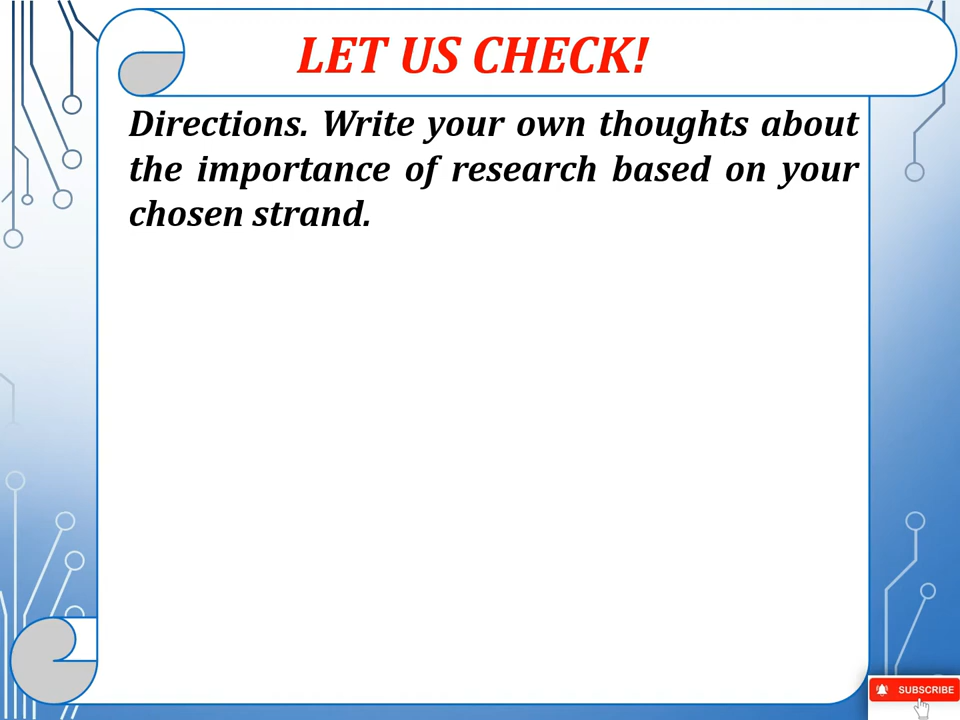 LET US CHECK!
Directions. Write your own thoughts about
the importance of research based on your
chosen strand.
SUBSCRIBE